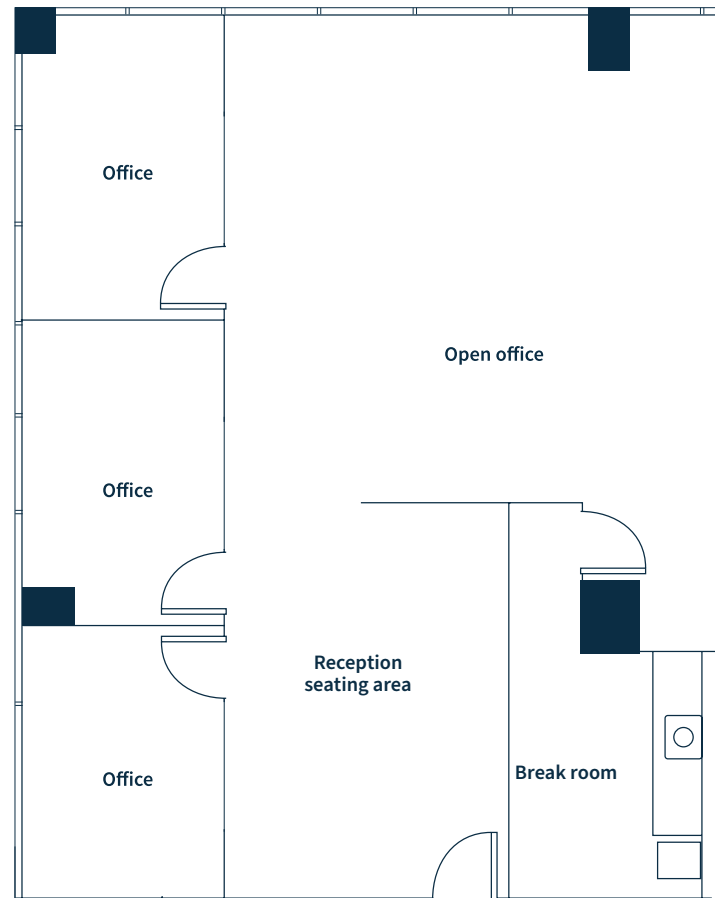 Office
Open office
Office
Reception
seating area
Break room
Office